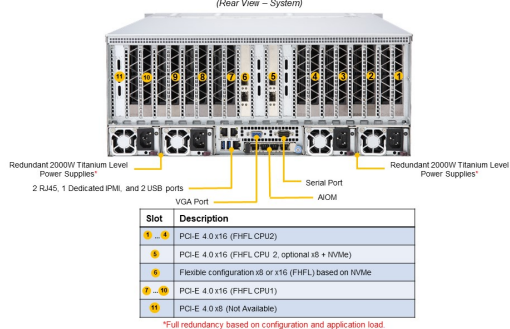 (Rear View – System)
11 10 9 8 7 6 5 4 3 2 1
Redundant 2000W Titanium Level
Power Supplies*
Redundant 2000W Titanium Level
Power Supplies*
2 RJ45, 1 Dedicated IPMI, and 2 USB ports
Serial Port
VGA Port
AIOM
Slot Description
1 ... 4 PCI-E 4.0 x16 (FHFL CPU2)
5 PCI-E 4.0 x16 (FHFL CPU 2, optional x8 + NVMe)
6 Flexible configuration x8 or x16 (FHFL) based on NVMe
7 ... 10 PCI-E 4.0 x16 (FHFL CPU1)
11 PCI-E 4.0 x8 (Not Available)
*Full redundancy based on configuration and application load.